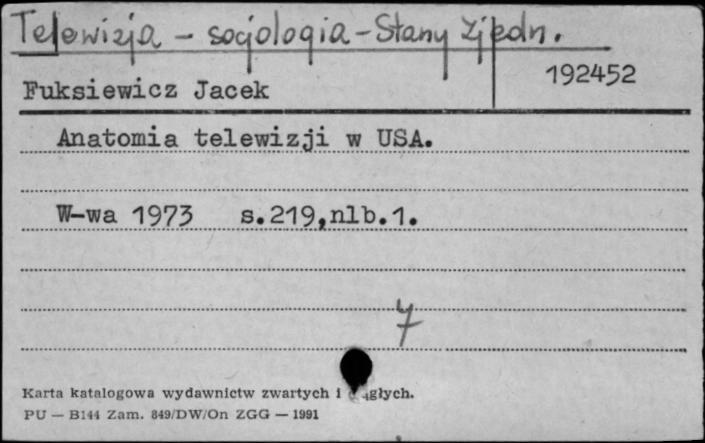 Telewizja - socjologia - Stany Zjedn.
192452
Fuksiewicz Jacek
Anatomia telewizji w USA.
W-wa 1973 s.219,nlb.1.
7
Karta katalogowa wydawnictw zwartych i
PU — B144 Zam. 849/DW/On ZGG — 1991